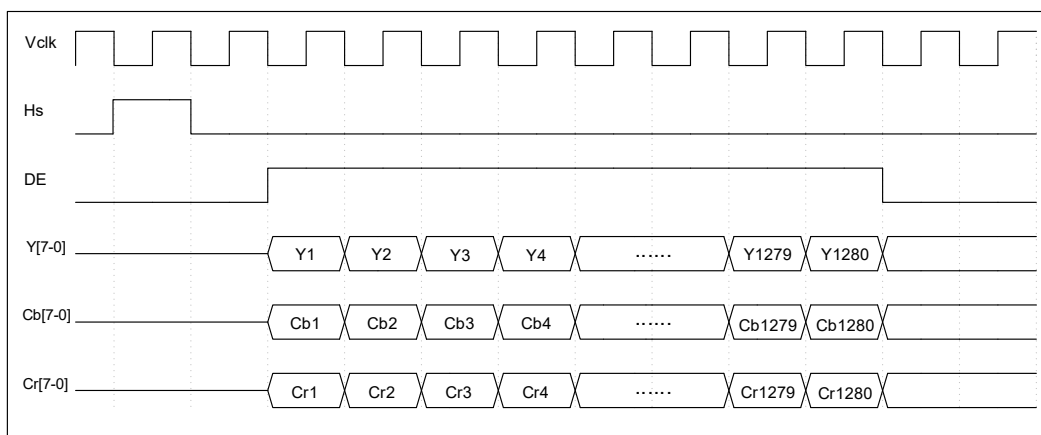 Vclk
Hs
DE
Y[7-0] Y1 Y2 Y3 Y4 ...... Y1279 Y1280
Cb[7-0] Cb1 Cb2 Cb3 Cb4 ...... Cb1279 Cb1280
Cr[7-0] Cr1 Cr2 Cr3 Cr4 ...... Cr1279 Cr1280